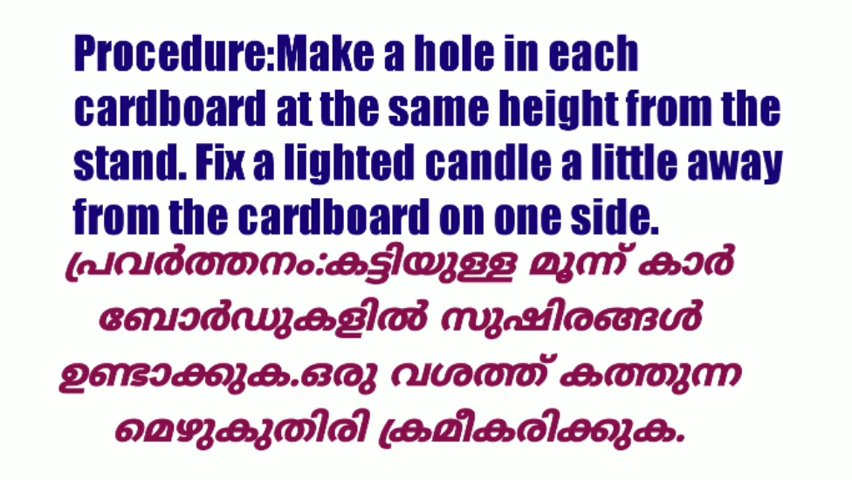 Procedure:Make a hole in each
cardboard at the same height from the
stand. Fix a lighted candle a little away
from the cardboard on one side.
പ്രവർത്തനം:കട്ടിയുള്ള മൂന്ന് കാർ
ബോർഡുകളിൽ സുഷിരങ്ങൾ
ഉണ്ടാക്കുക.ഒരു വശത്ത് കത്തുന്ന
മെഴുകുതിരി ക്രമീകരിക്കുക.